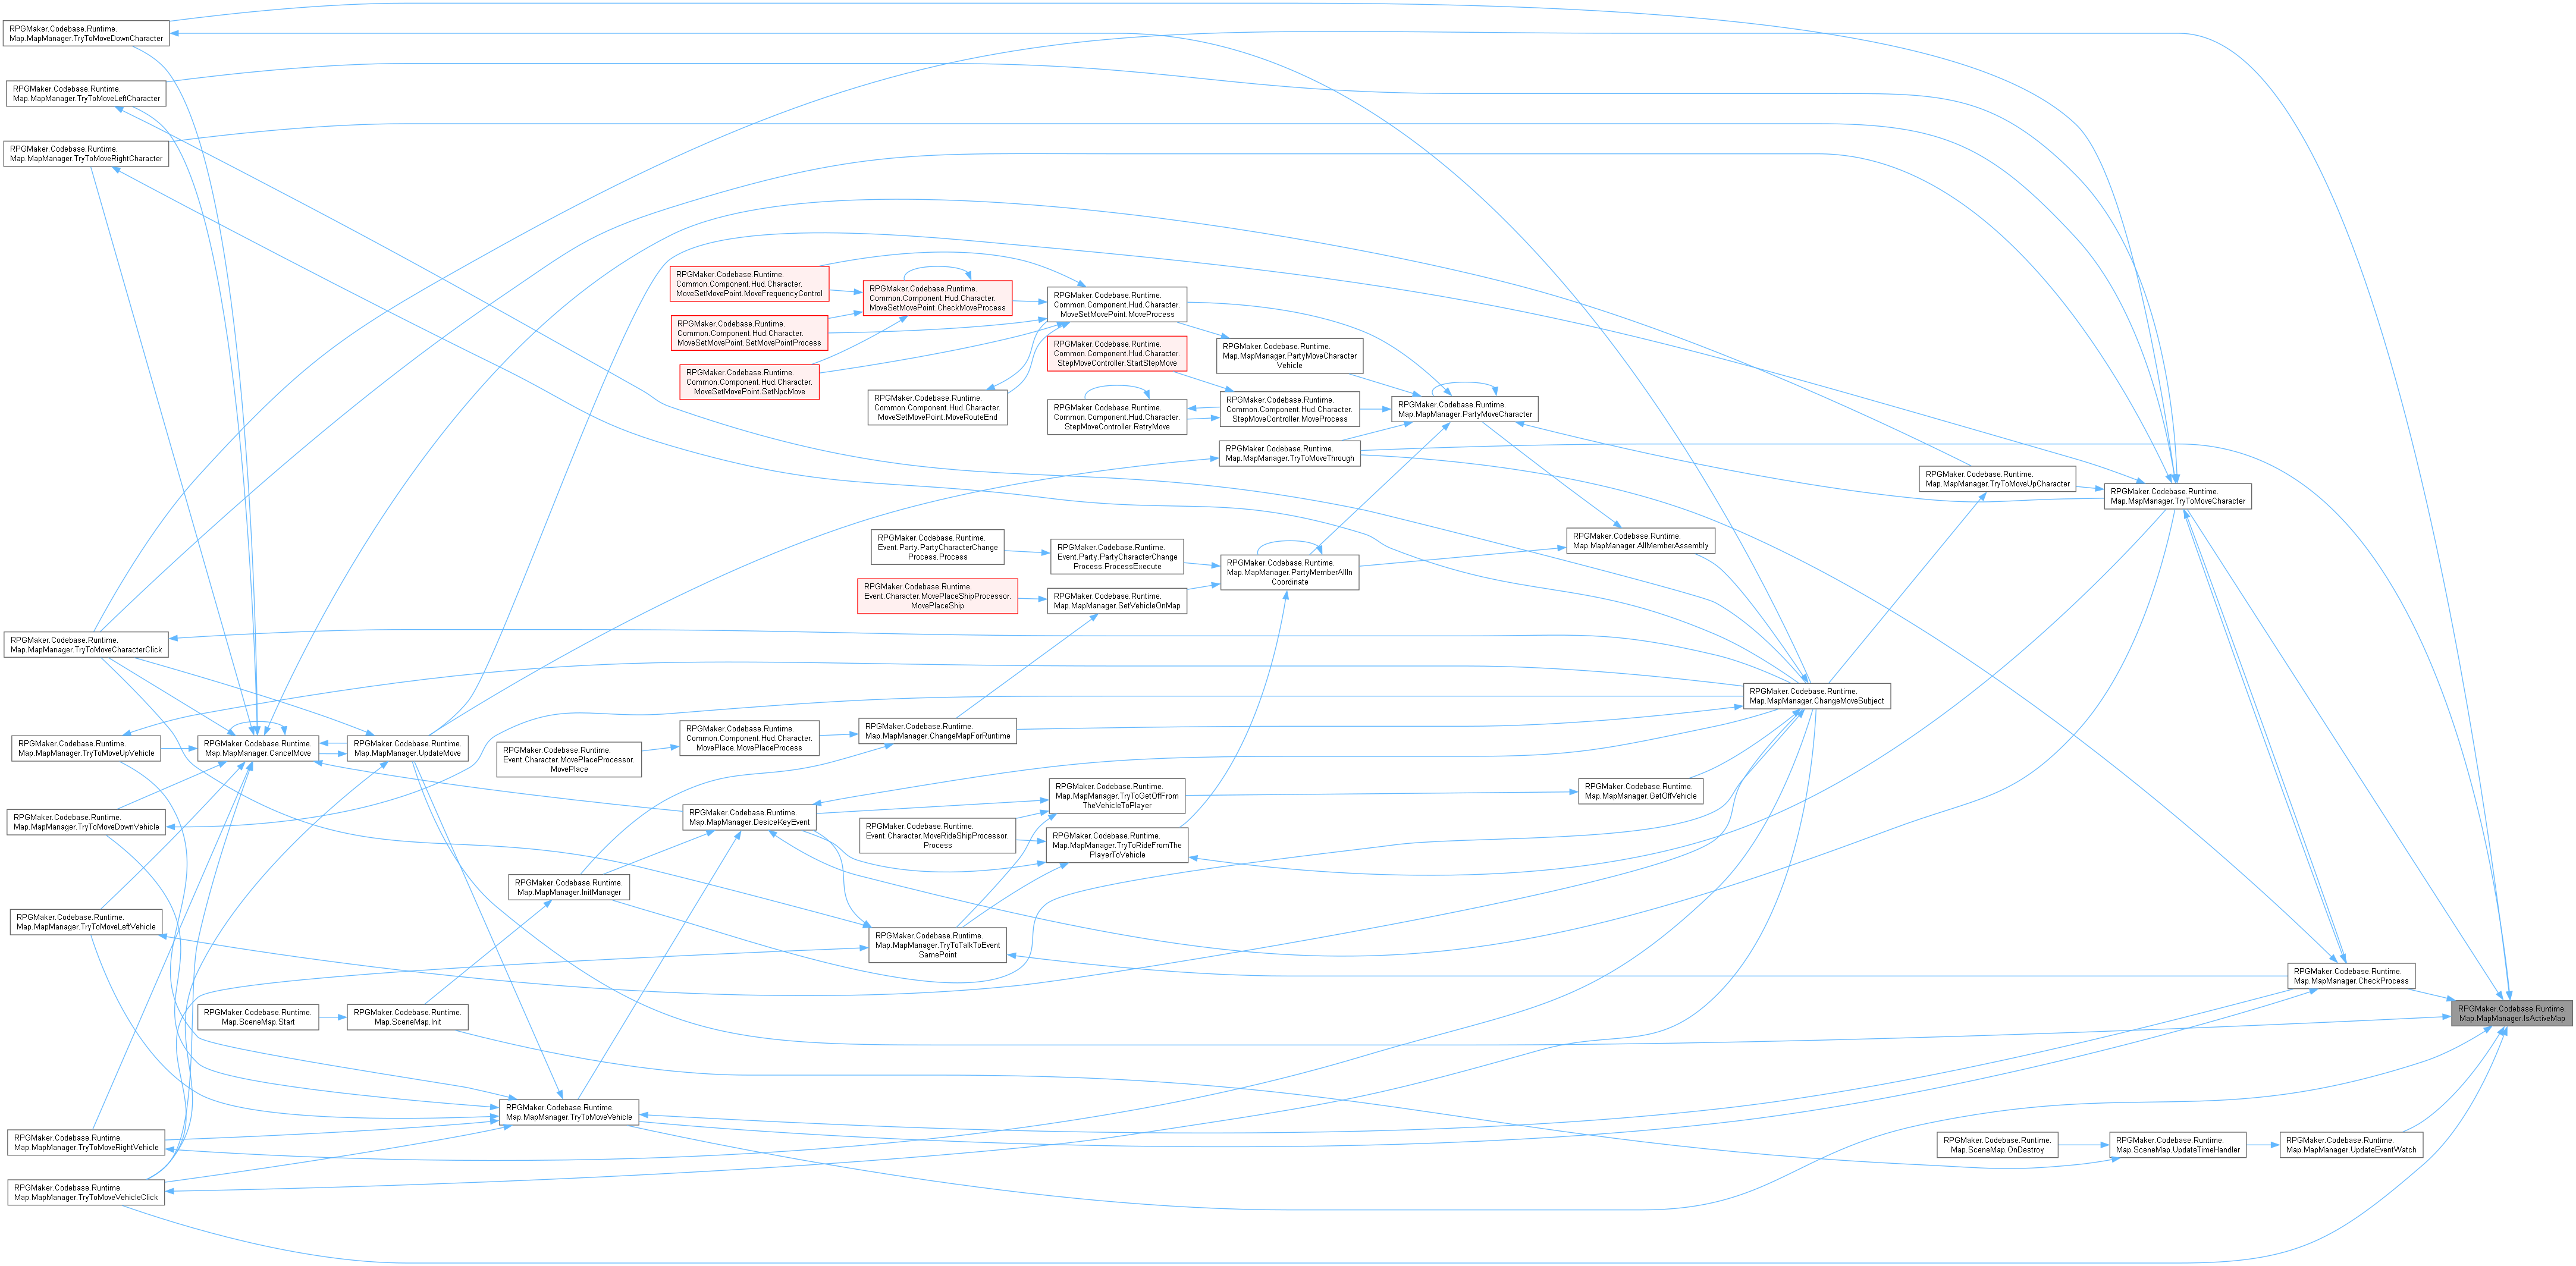 RPGMaker.Codebase.Runtime.
Map.MapManager.TryToMoveDownCharacter
RPGMaker.Codebase.Runtime.
Map.MapManager.TryToMoveLeftCharacter
RPGMaker.Codebase.Runtime.
Map.MapManager.TryToMoveRightCharacter
RPGMaker.Codebase.Runtime.
Common.Component.Hud.Character.
MoveSetMovePoint.MoveFrequencyControl
RPGMaker.Codebase.Runtime.
Common.Component.Hud.Character.
MoveSetMovePoint.CheckMoveProcess
RPGMaker.Codebase.Runtime.
Common.Component.Hud.Character.
MoveSetMovePoint.MoveProcess
RPGMaker.Codebase.Runtime.
Common.Component.Hud.Character.
MoveSetMovePoint.SetMovePointProcess
RPGMaker.Codebase.Runtime.
Common.Component.Hud.Character.
StepMoveController.StartStepMove
RPGMaker.Codebase.Runtime.
Map.MapManager.PartyMoveCharacter
Vehicle
RPGMaker.Codebase.Runtime.
Common.Component.Hud.Character.
MoveSetMovePoint.SetNpcMove
RPGMaker.Codebase.Runtime.
Common.Component.Hud.Character.
MoveSetMovePoint.MoveRouteEnd
RPGMaker.Codebase.Runtime.
Common.Component.Hud.Character.
StepMoveController.RetryMove
RPGMaker.Codebase.Runtime.
Common.Component.Hud.Character.
StepMoveController.MoveProcess
RPGMaker.Codebase.Runtime.
Map.MapManager.PartyMoveCharacter
RPGMaker.Codebase.Runtime.
Map.MapManager.TryToMoveThrough
RPGMaker.Codebase.Runtime.
Map.MapManager.TryToMoveUpCharacter
RPGMaker.Codebase.Runtime.
Map.MapManager.TryToMoveCharacter
RPGMaker.Codebase.Runtime.
Event.Party.PartyCharacterChange
Process.Process
RPGMaker.Codebase.Runtime.
Event.Party.PartyCharacterChange
Process.ProcessExecute
RPGMaker.Codebase.Runtime.
Map.MapManager.AllMemberAssembly
RPGMaker.Codebase.Runtime.
Map.MapManager.PartyMemberAllIn
Coordinate
RPGMaker.Codebase.Runtime.
Event.Character.MovePlaceShipProcessor.
MovePlaceShip
RPGMaker.Codebase.Runtime.
Map.MapManager.SetVehicleOnMap
RPGMaker.Codebase.Runtime.
Map.MapManager.TryToMoveCharacterClick
RPGMaker.Codebase.Runtime.
Map.MapManager.ChangeMoveSubject
RPGMaker.Codebase.Runtime.
Map.MapManager.TryToMoveUpVehicle
RPGMaker.Codebase.Runtime.
Map.MapManager.CancelMove
RPGMaker.Codebase.Runtime.
Map.MapManager.UpdateMove
RPGMaker.Codebase.Runtime.
Event.Character.MovePlaceProcessor.
MovePlace
RPGMaker.Codebase.Runtime.
Common.Component.Hud.Character.
MovePlace.MovePlaceProcess
RPGMaker.Codebase.Runtime.
Map.MapManager.ChangeMapForRuntime
RPGMaker.Codebase.Runtime.
Map.MapManager.TryToGetOffFrom
TheVehicleToPlayer
RPGMaker.Codebase.Runtime.
Map.MapManager.GetOffVehicle
RPGMaker.Codebase.Runtime.
Map.MapManager.TryToMoveDownVehicle
RPGMaker.Codebase.Runtime.
Map.MapManager.DesiceKeyEvent
RPGMaker.Codebase.Runtime.
Event.Character.MoveRideShipProcessor.
Process
RPGMaker.Codebase.Runtime.
Map.MapManager.TryToRideFromThe
PlayerToVehicle
RPGMaker.Codebase.Runtime.
Map.MapManager.InitManager
RPGMaker.Codebase.Runtime.
Map.MapManager.TryToMoveLeftVehicle
RPGMaker.Codebase.Runtime.
Map.MapManager.TryToTalkToEvent
SamePoint
RPGMaker.Codebase.Runtime.
Map.MapManager.CheckProcess
RPGMaker.Codebase.Runtime.
Map.SceneMap.Start
RPGMaker.Codebase.Runtime.
Map.SceneMap.Init
RPGMaker.Codebase.Runtime.
Map.MapManager.IsActiveMap
RPGMaker.Codebase.Runtime.
Map.MapManager.TryToMoveVehicle
RPGMaker.Codebase.Runtime.
Map.MapManager.TryToMoveRightVehicle
RPGMaker.Codebase.Runtime.
Map.SceneMap.OnDestroy
RPGMaker.Codebase.Runtime.
Map.SceneMap.UpdateTimeHandler
RPGMaker.Codebase.Runtime.
Map.MapManager.UpdateEventWatch
RPGMaker.Codebase.Runtime.
Map.MapManager.TryToMoveVehicleClick